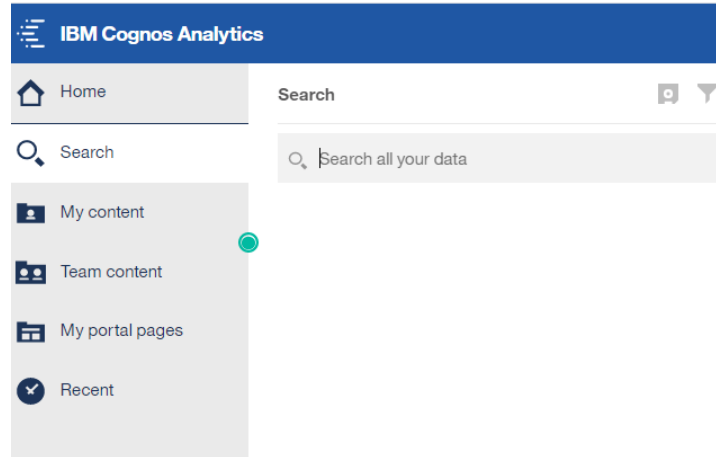 IBM Cognos Analytics
Home
Search
My content
Team content
My portal pages
Recent
Search
Search all your data